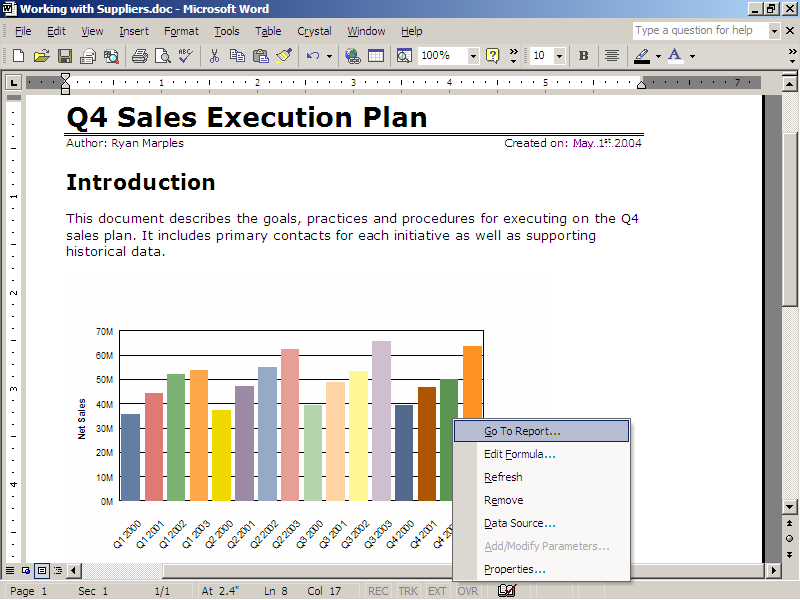 Working with Suppliers.doc - Microsoft Word
File Edit View Insert Format Tools Table Crystal Window Help Type a question for help
100% 10 B A
1 2 3 4 5 7
Q4 Sales Execution Plan
Author: Ryan Marples Created on: May, 1st, 2004
Introduction
This document describes the goals, practices and procedures for executing on the Q4
sales plan. It includes primary contacts for each initiative as well as supporting
historical data.
70M
60M
50M
40M
30M
20M
10M
0M
Net Sales
Q1 2000 Q1 2001 Q1 2002 Q1 2003 Q2 2000 Q2 2001 Q2 2002 Q2 2003 Q3 2000 Q3 2001 Q3 2002 Q3 2003 Q4 2000 Q4 2001
Go To Report...
Edit Formula...
Refresh
Remove
Data Source...
Add/Modify Parameters...
Properties...
Page 1 Sec 1 1/1 At 2.4" Ln 8 Col 17 REC TRK EXT OVR